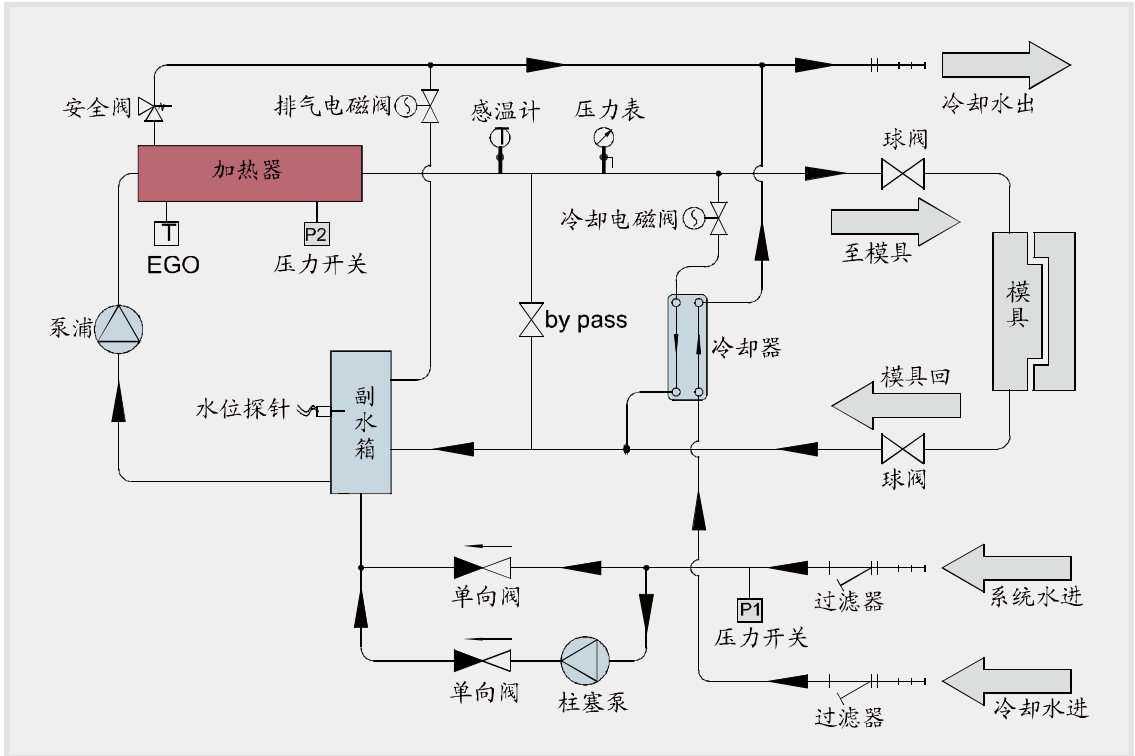 安全阀
排气电磁阀
感温计
T
压力表
冷却水出
球阀
加热器
冷却电磁阀
至模具
T
EGO
P2
压力开关
泵浦
by pass
冷却器
模具
模具回
水位探针
副水箱
球阀
单向阀
P1
压力开关
过滤器
系统水进
单向阀
柱塞泵
过滤器
冷却水进